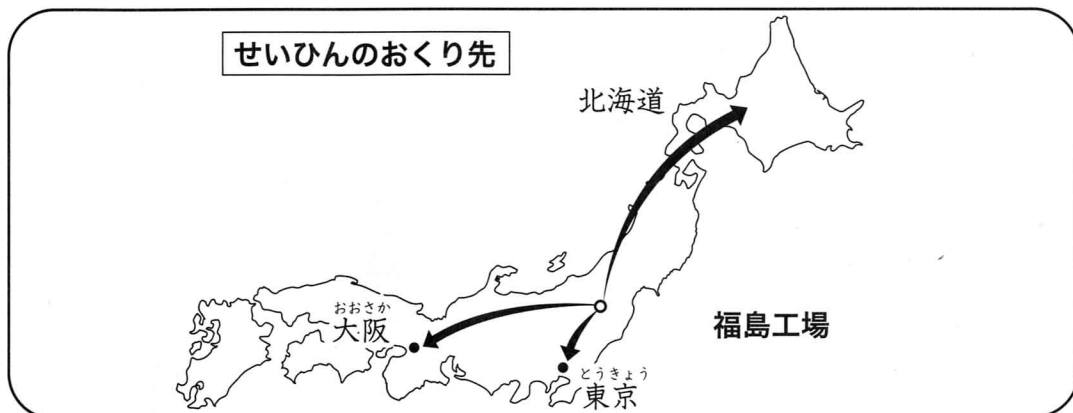 せいひんのおくり先
北海道
おおさか
大阪
福島工場
とうきょう
東京